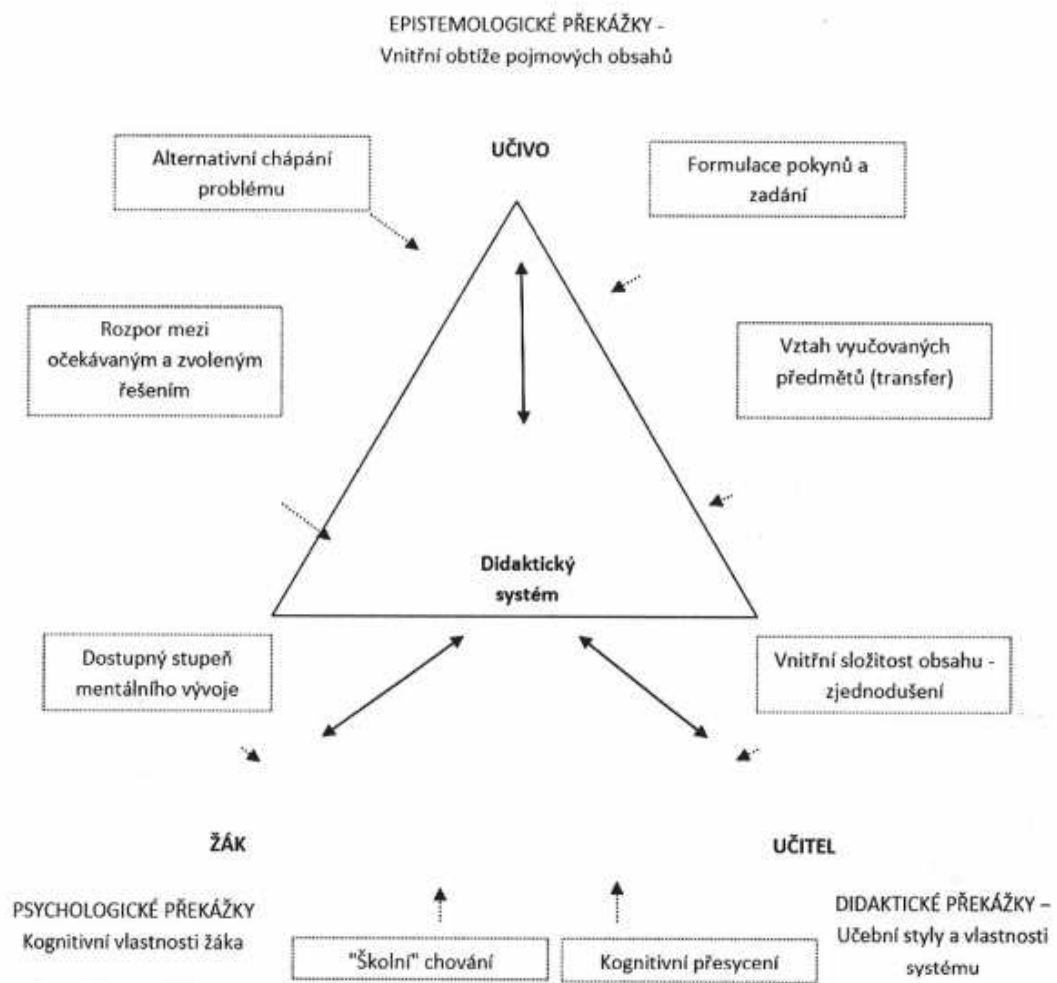 EPISTEMOLOGICKÉ PŘEKÁŽKY -
Vnitřní obtíže pojmových obsahů
UČIVO
Alternativní chápání
problému
Formulace pokynů a
zadání
Rozpor mezi
očekávaným a zvoleným
řešením
Vztah vyučovaných
předmětů (transfer)
Didaktický
systém
Dostupný stupeň
mentálního vývoje
Vnitřní složitost obsahu -
zjednodušení
ŽÁK
UČITEL
PSYCHOLOGICKÉ PŘEKÁŽKY
Kognitivní vlastnosti žáka
DIDAKTICKÉ PŘEKÁŽKY –
Učební styly a vlastnosti
systému
"Školní" chování
Kognitivní přesycení